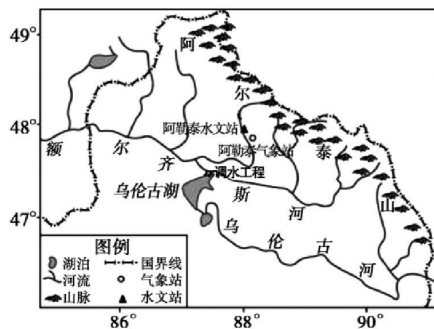 49°
阿
尔
阿勒泰水文站
48°
阿勒泰气象站
泰
额
尔
齐
调水工程
乌伦古湖
斯
山
47°
河
乌
伦
古
河
图例
湖泊
国界线
河流
气象站
山脉
水文站
86°
88°
90°